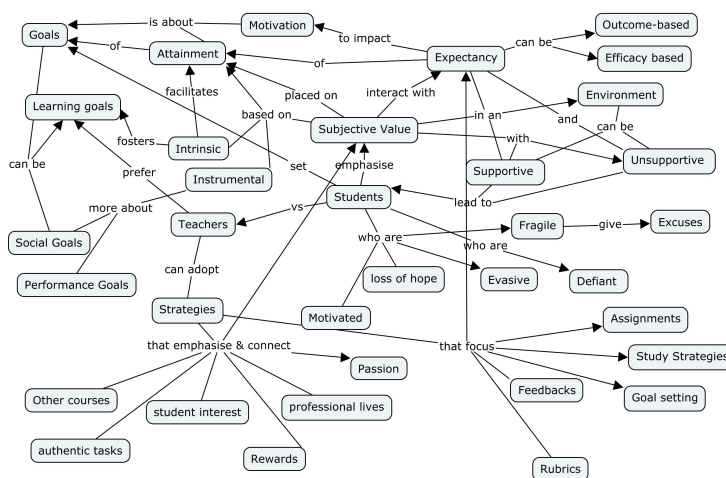 is about
Motivation
Outcome-based
Goals
to impact
can be
of
Attainment
Efficacy based
of
Expectancy
facilitates
placed on
interact with
Environment
Learning goals
based on
in an
and
can be
fosters
Intrinsic
Subjective Value
with
can be
set
emphasise
Unsupportive
prefer
Instrumental
Supportive
Students
lead to
more about
vs
Teachers
Fragile
give
Excuses
Social Goals
who are
who are
can adopt
loss of hope
Evasive
Defiant
Performance Goals
Strategies
Motivated
Assignments
that emphasise & connect
that focus
Passion
Study Strategies
Feedbacks
Goal setting
Other courses
student interest
professional lives
authentic tasks
Rewards
Rubrics